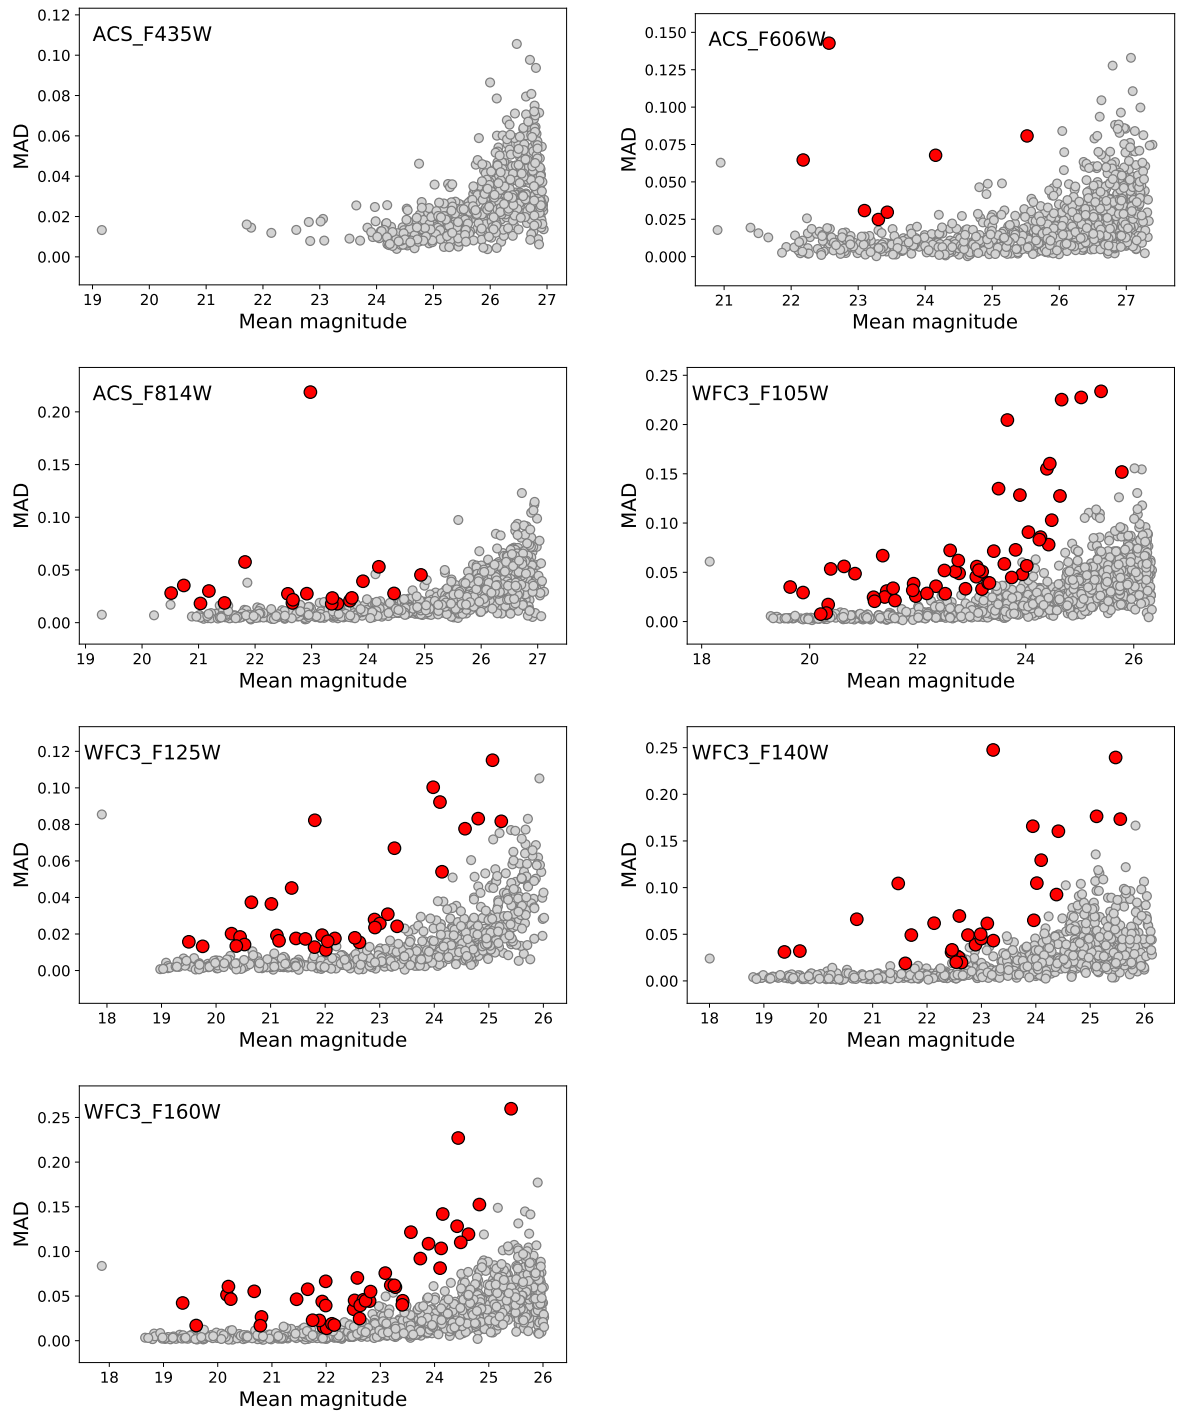 ACS_F435W
0.12
0.10
0.08
0.06
0.04
0.02
0.00
MAD
19 20 21 22 23 24 25 26 27
Mean magnitude
ACS_F606W
0.150
0.125
0.100
0.075
0.050
0.025
0.000
MAD
21 22 23 24 25 26 27
Mean magnitude
ACS_F814W
0.20
0.15
0.10
0.05
0.00
MAD
19 20 21 22 23 24 25 26 27
Mean magnitude
WFC3_F105W
0.25
0.20
0.15
0.10
0.05
0.00
MAD
18 20 22 24 26
Mean magnitude
WFC3_F125W
0.12
0.10
0.08
0.06
0.04
0.02
0.00
MAD
18 19 20 21 22 23 24 25 26
Mean magnitude
WFC3_F140W
0.25
0.20
0.15
0.10
0.05
0.00
MAD
18 19 20 21 22 23 24 25 26
Mean magnitude
WFC3_F160W
0.25
0.20
0.15
0.10
0.05
0.00
MAD
18 19 20 21 22 23 24 25 26
Mean magnitude